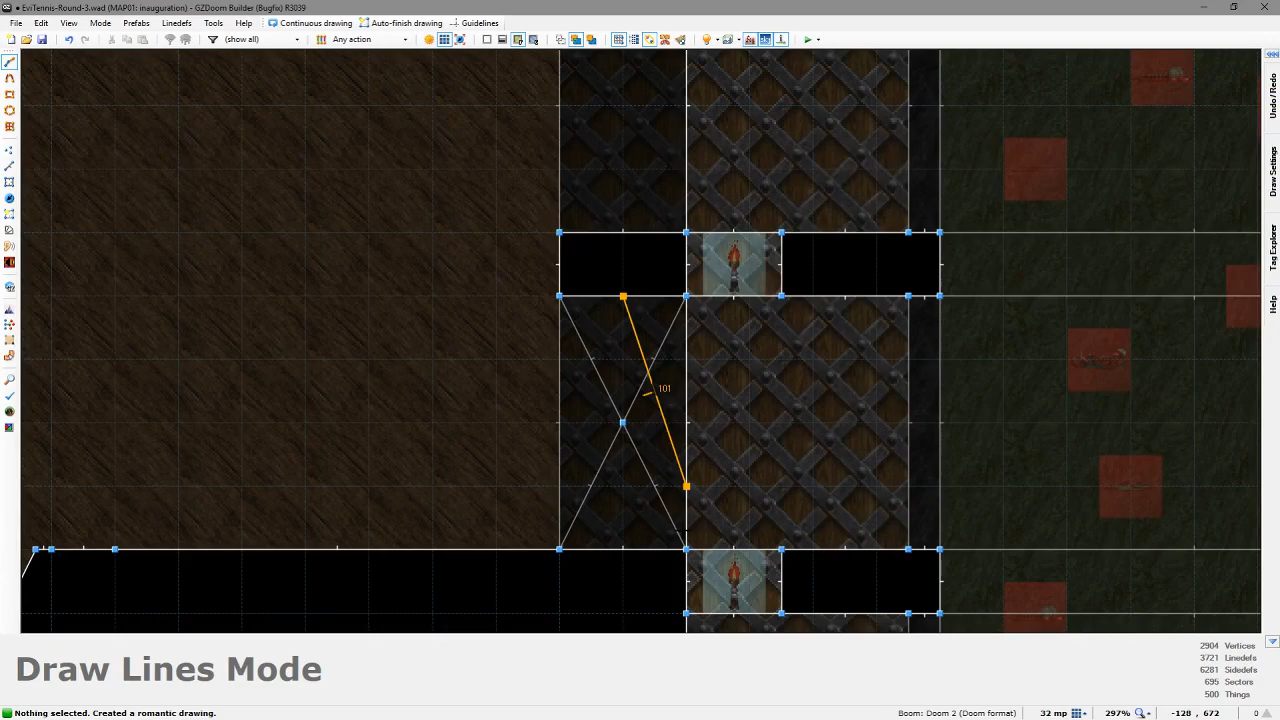 EviTennis-Round-3.wad (MAP01: inauguration) - GZDoom Builder (Bugfix) R3039
File Edit View Mode Prefabs Linedefs Tools Help Continuous drawing Auto-finish drawing Guidelines
(show all) Any action
Undo / Redo
Draw Settings
Tag Explorer
Help
101
Draw Lines Mode
2904 Vertices
3721 Linedefs
6281 Sidedefs
695 Sectors
500 Things
Nothing selected. Created a romantic drawing. Boom: Doom 2 (Doom format) 32 mp 297% -128 , 672 0